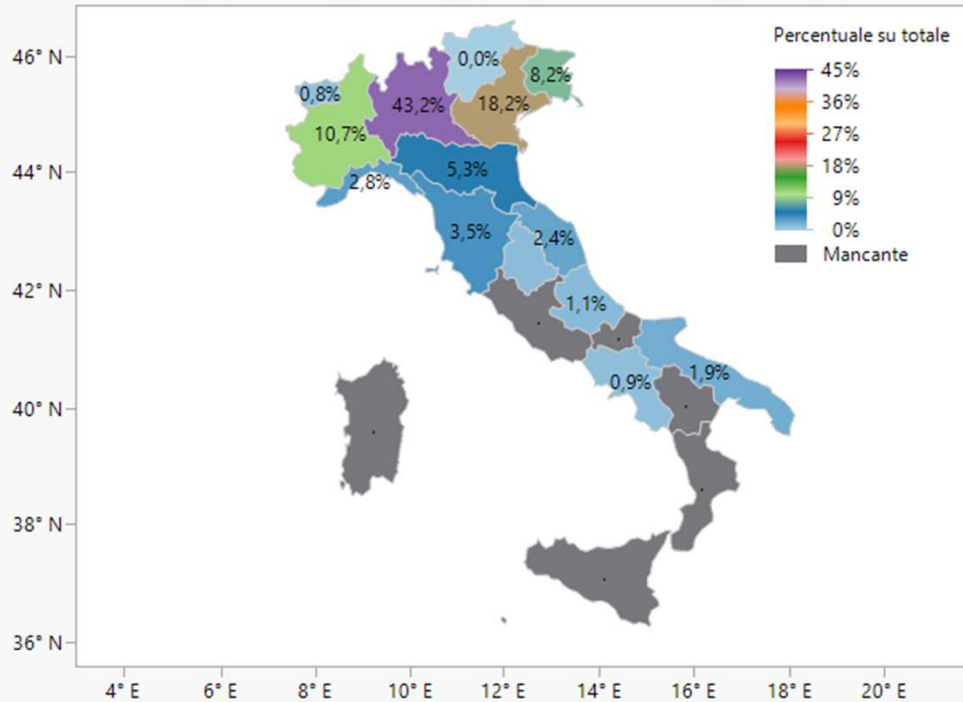 Percentuale su totale
45%
36%
27%
18%
9%
0%
Mancante
46° N
44° N
42° N
40° N
38° N
36° N
0,0%
8,2%
0,8%
43,2%
18,2%
10,7%
5,3%
2,8%
3,5%
2,4%
1,1%
0,9%
1,9%
4° E 6° E 8° E 10° E 12° E 14° E 16° E 18° E 20° E